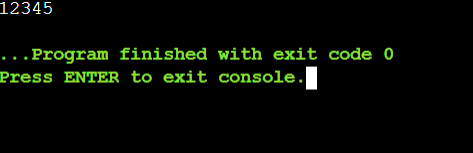 12345
...Program finished with exit code 0
Press ENTER to exit console.